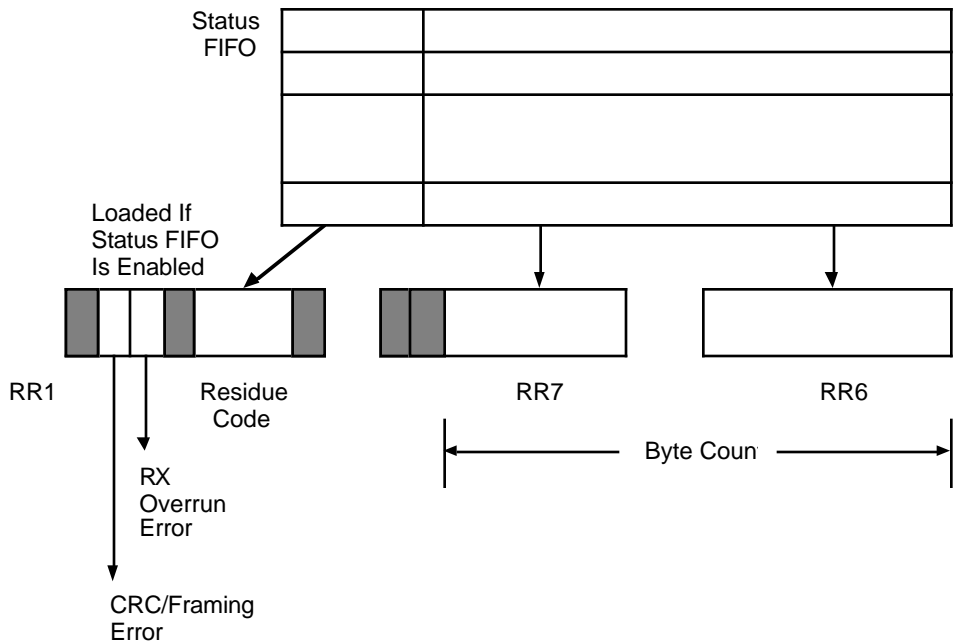 Status
FIFO
Loaded If
Status FIFO
Is Enabled
RR1
Residue
Code
RR7
RR6
Byte Coun
RX
Overrun
Error
CRC/Framing
Error